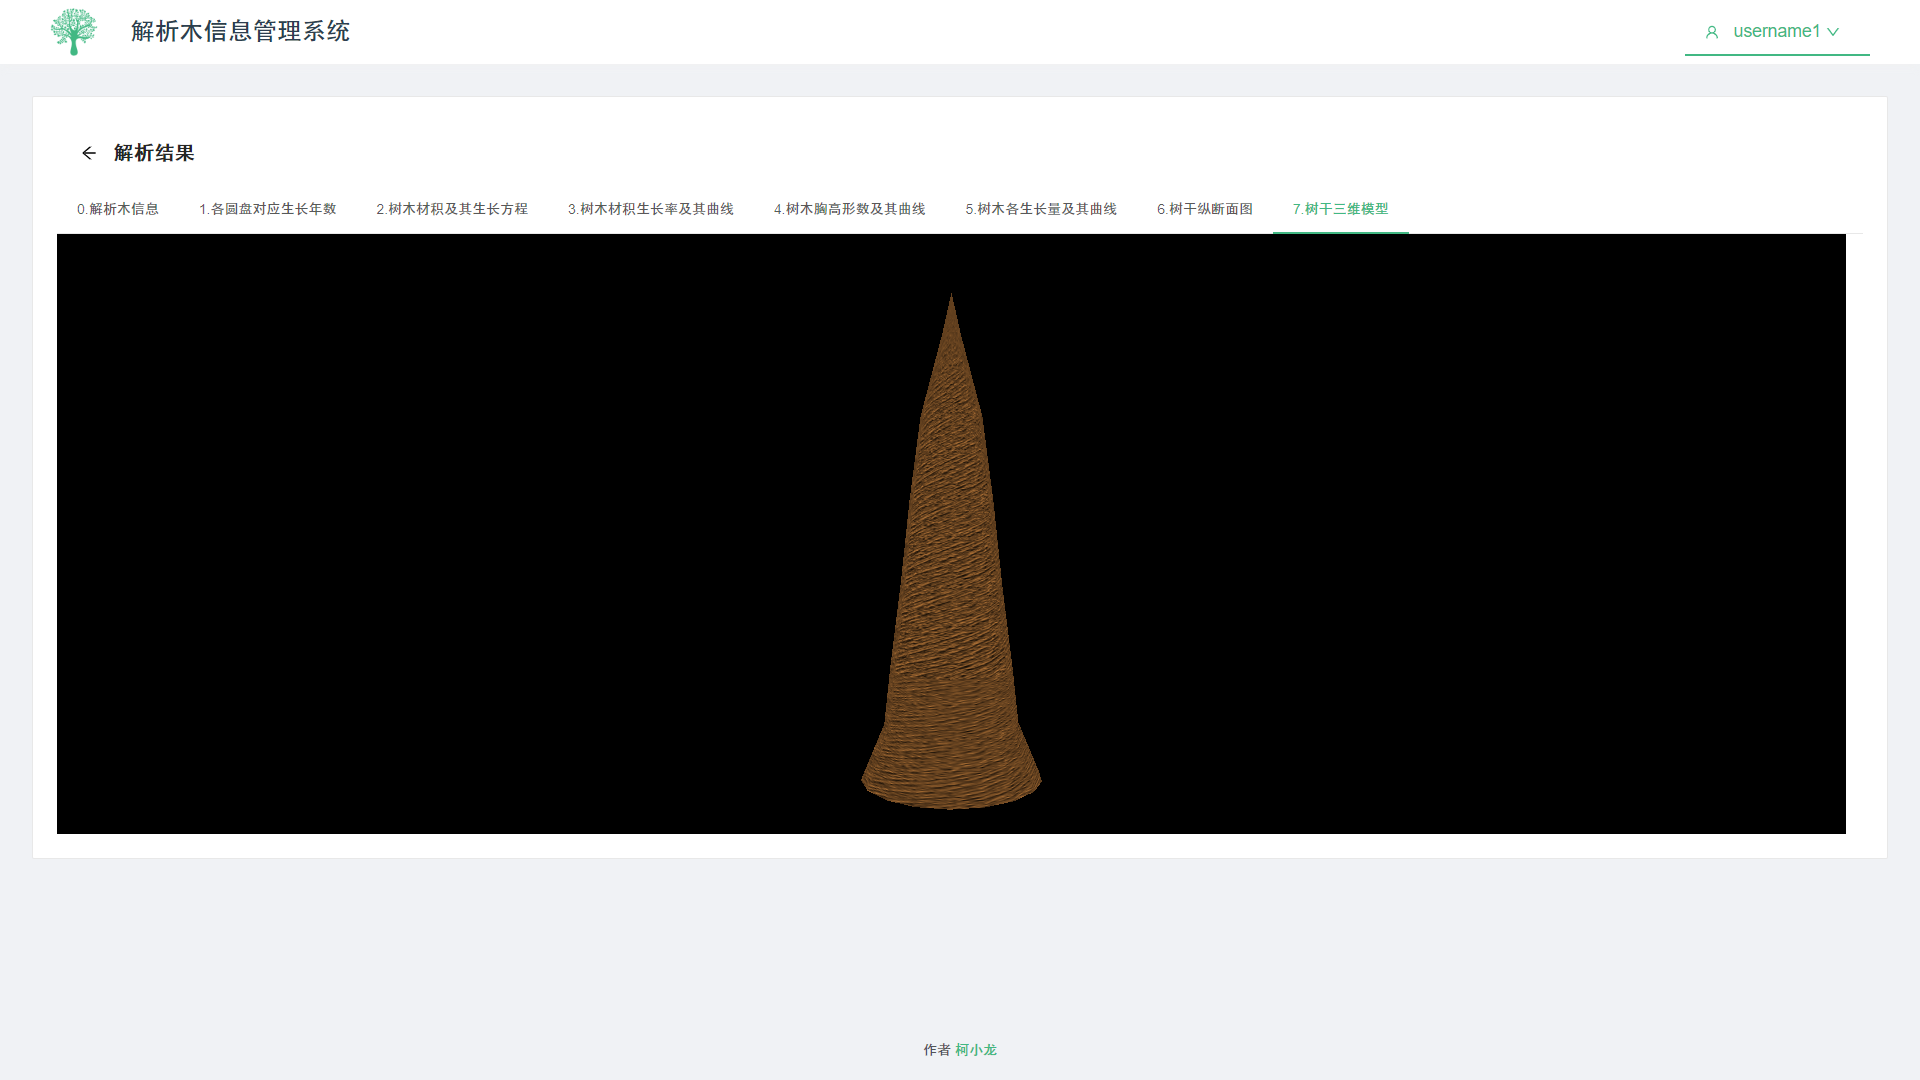 解析木信息管理系统
username1
解析结果
0.解析木信息 1.各圆盘对应生长年数 2.树木材积及其生长方程 3.树木材积生长率及其曲线 4.树木胸高形数及其曲线 5.树木各生长量及其曲线 6.树干纵断面图 7.树干三维模型
作者 柯小龙